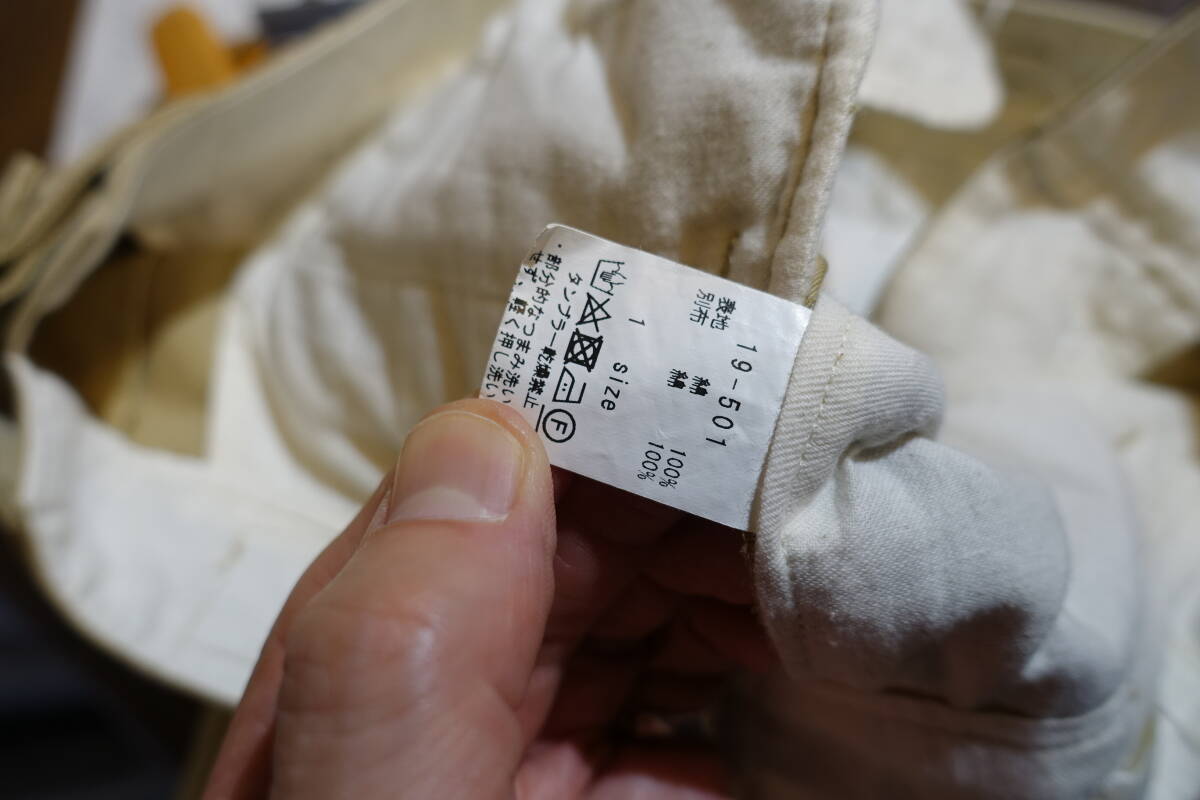 19-501
表地 綿 100%
別布 綿 100%
size
1
F
タンブラー乾燥禁止
・部分的なつまみ洗い
せず、軽く押し洗い